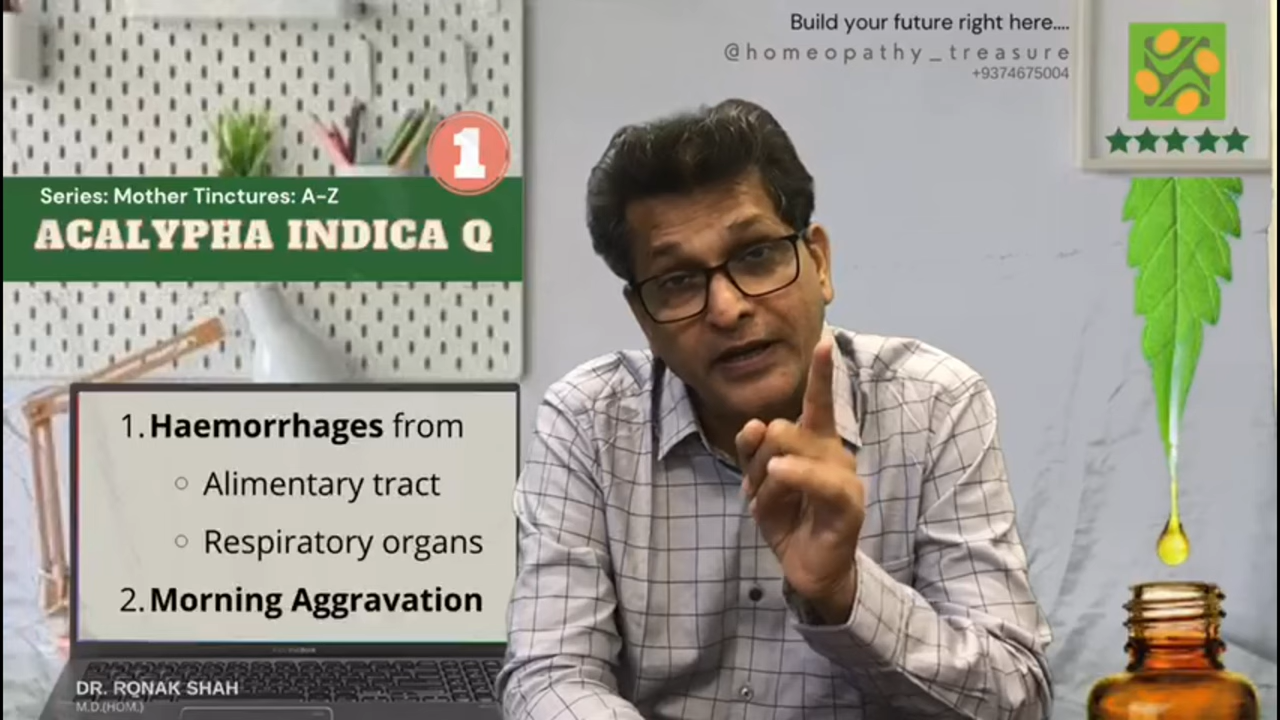 Build your future right here....
@homeopathy_treasure
+9374675004
1
Series: Mother Tinctures: A-Z
ACALYPHA INDICA Q
1. Haemorrhages from
○ Alimentary tract
○ Respiratory organs
2. Morning Aggravation
DR. RONAK SHAH
M.D.(HOM.)